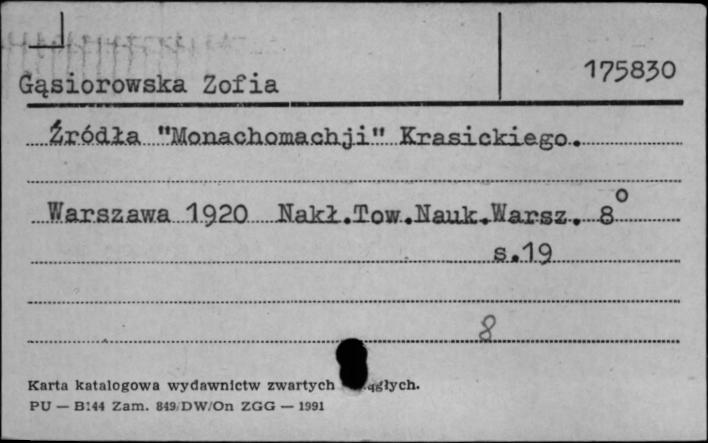 175830
Gąsiorowska Zofia
Źródła "Monachomachji" Krasickiego.
Warszawa 1920 Nakł.Tow.Nauk.Warsz. 8⁰
s.19
8
Karta katalogowa wydawnictw zwartych
PU — B144 Zam. 849/DW/On ZGG — 1991